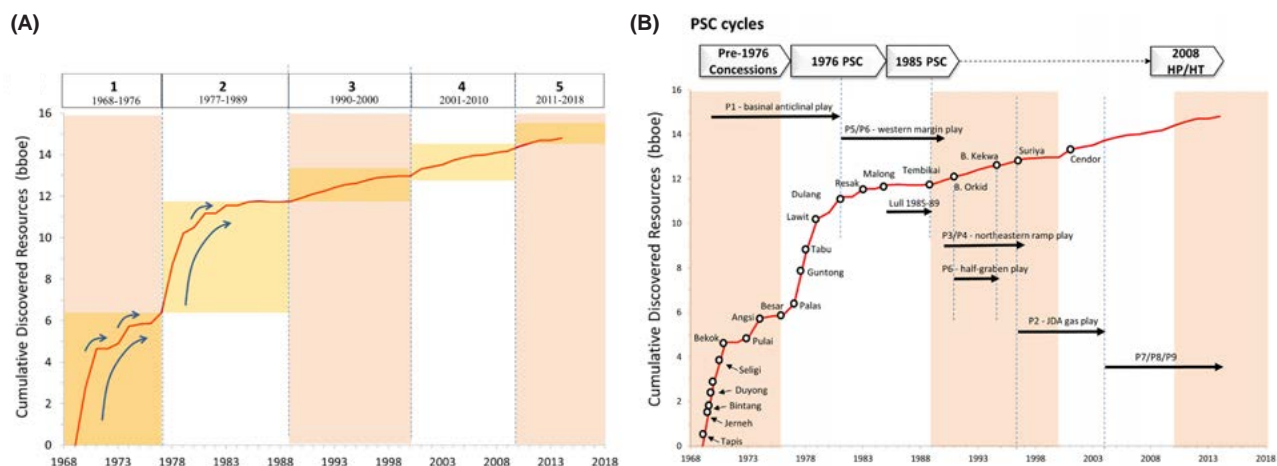 (A)
1
1968-1976
2
1977-1989
3
1990-2000
4
2001-2010
5
2011-2018
Cumulative Discovered Resources (bboe)
16
14
12
10
8
6
4
2
0
1968
1973
1978
1983
1988
1993
1998
2003
2008
2013
2018
(B)
PSC cycles
Pre-1976
Concessions
1976 PSC
1985 PSC
2008
HP/HT
Cumulative Discovered Resources (bboe)
16
14
12
10
8
6
4
2
0
P1 - basinal anticlinal play
P5/P6 - western margin play
B. Kekwa
Suriya
Cendor
Tembikai
Malong
Resak
B. Orkid
Dulang
Lull 1985-89
Lawit
P3/P4 - northeastern ramp play
Tabu
P6 - half-graben play
Guntong
Besar
Palas
Angsi
P2 - JDA gas play
Bekok
Pulai
P7/P8/P9
Seligi
Duyong
Bintang
Jerneh
Tapis
1968
1973
1978
1983
1988
1993
1998
2003
2008
2013
2018